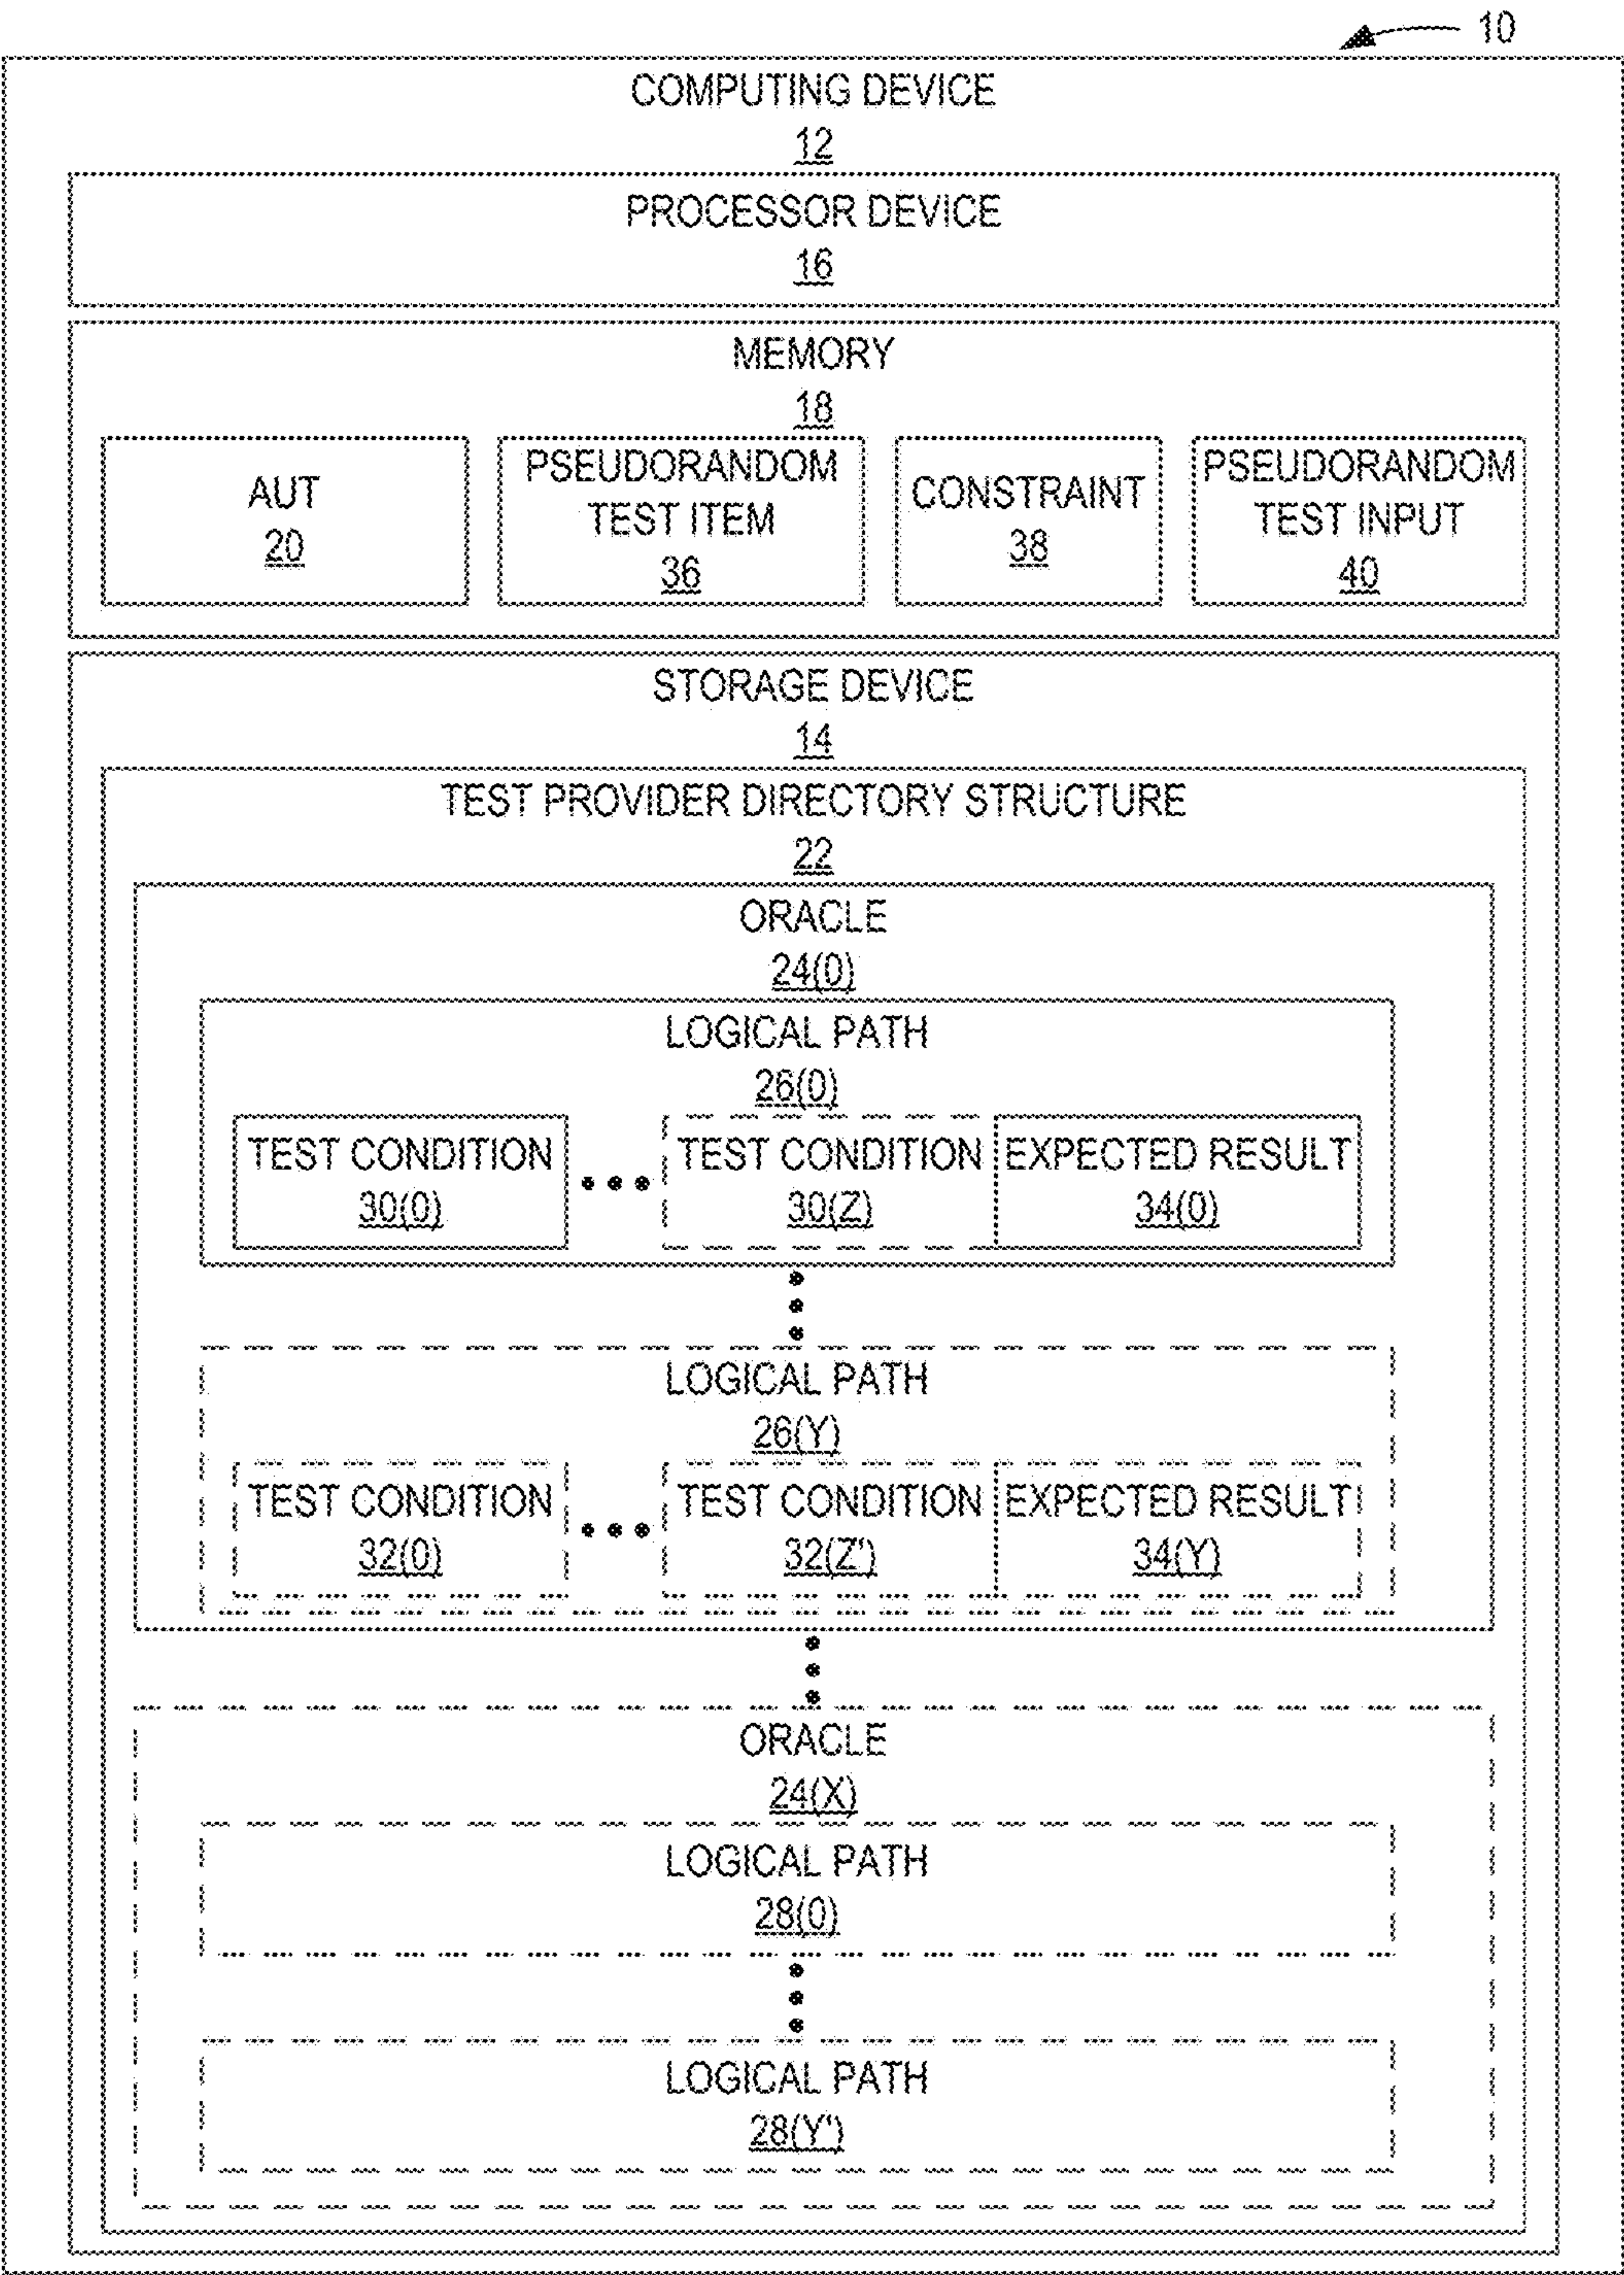 10
COMPUTING DEVICE
12
PROCESSOR DEVICE
16
MEMORY
18
AUT
20
PSEUDORANDOM
TEST ITEM
36
CONSTRAINT
38
PSEUDORANDOM
TEST INPUT
40
STORAGE DEVICE
14
TEST PROVIDER DIRECTORY STRUCTURE
22
ORACLE
24(0)
LOGICAL PATH
26(0)
TEST CONDITION
30(0)
TEST CONDITION
30(Z)
EXPECTED RESULT
34(0)
LOGICAL PATH
26(Y)
TEST CONDITION
32(0)
TEST CONDITION
32(Z')
EXPECTED RESULT
34(Y)
ORACLE
24(X)
LOGICAL PATH
28(0)
LOGICAL PATH
28(Y')